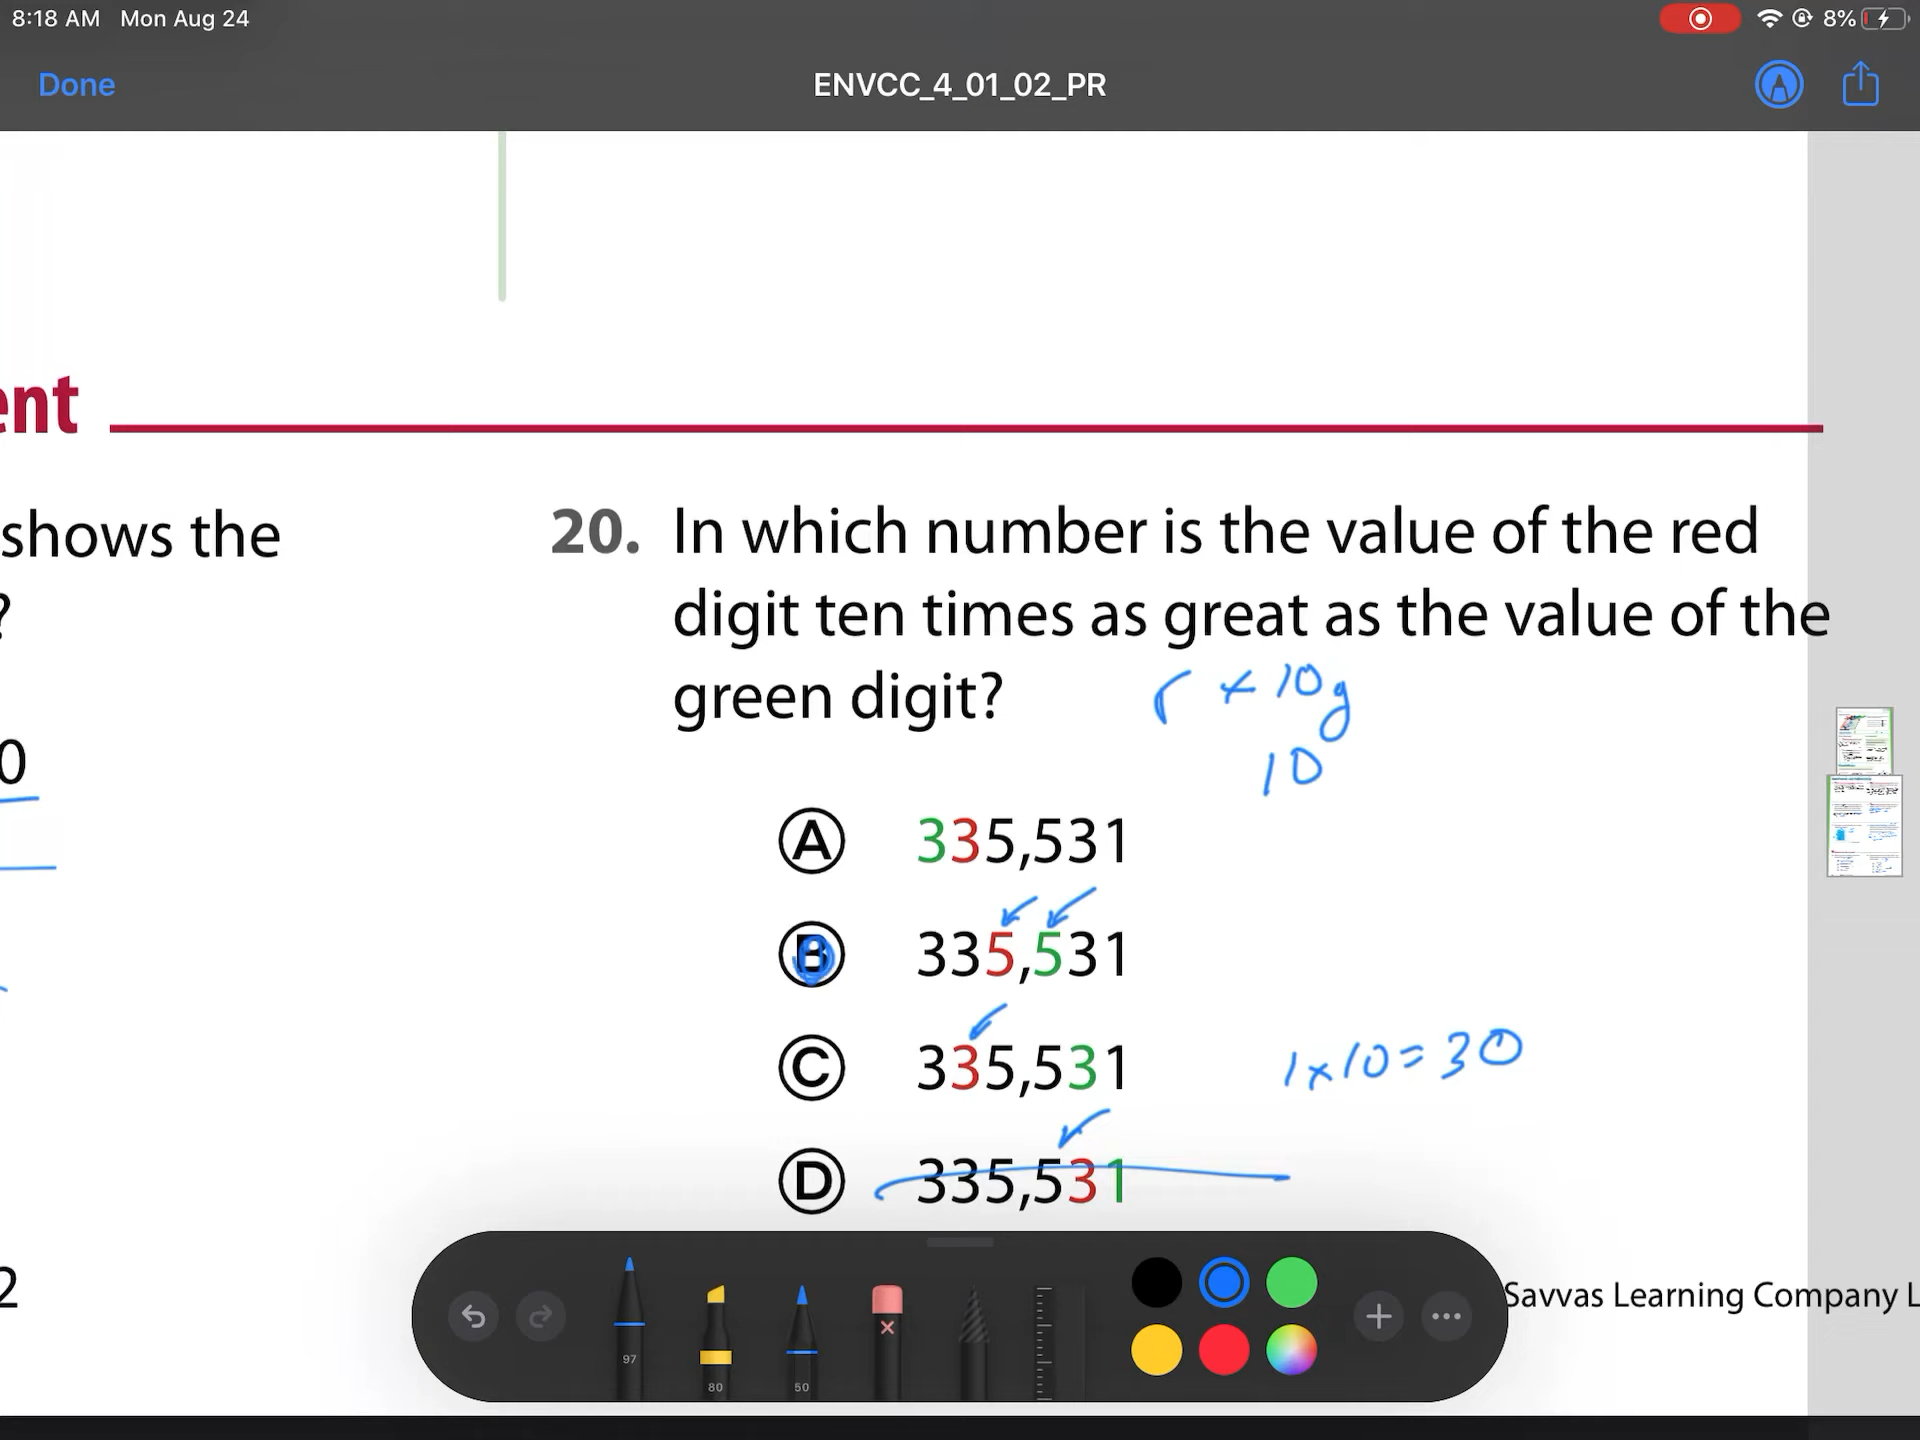 8:18 AM Mon Aug 24
8%
Done
ENVCC_4_01_02_PR
ent
shows the
?
0
2
20. In which number is the value of the red
digit ten times as great as the value of the
green digit?
r × 10g
10
A 335,531
B 335,531
C 335,531
1 x 10 = 30
D 335,531
97
80
50
Savvas Learning Company L